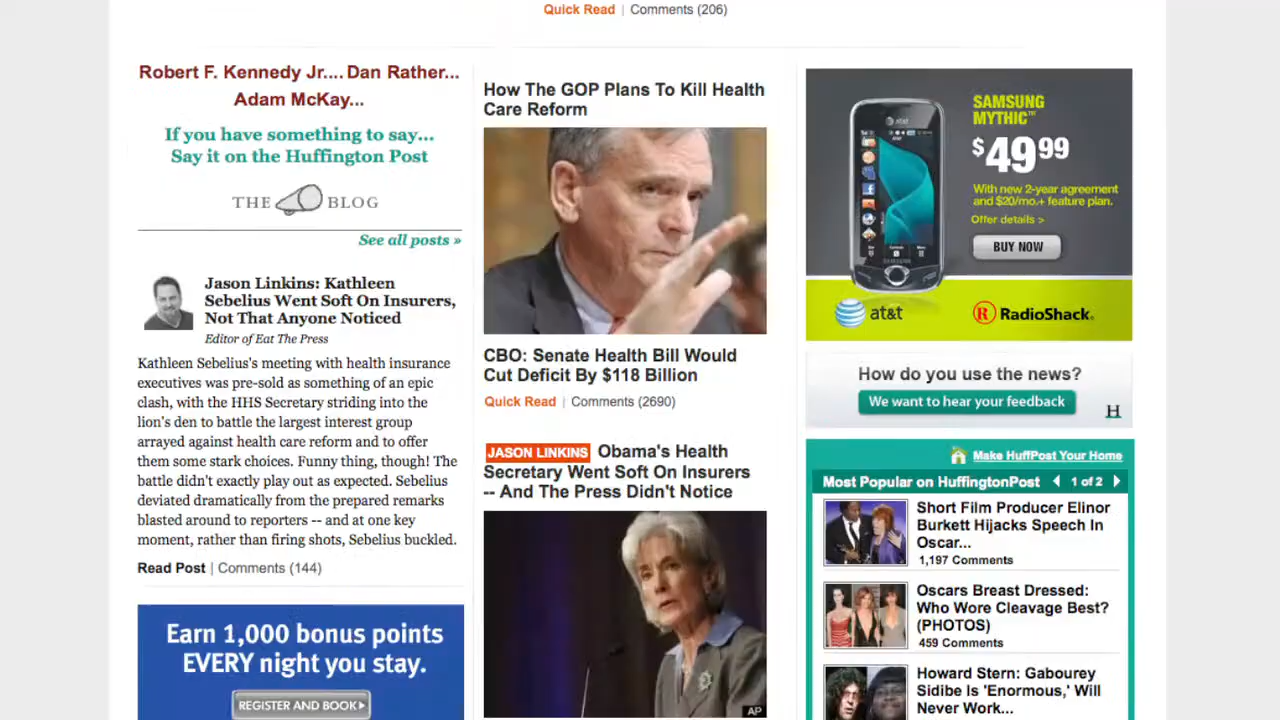 Quick Read | Comments (206)
Robert F. Kennedy Jr.... Dan Rather...
Adam McKay...
If you have something to say...
Say it on the Huffington Post
THE BLOG
See all posts »
Jason Linkins: Kathleen
Sebelius Went Soft On Insurers,
Not That Anyone Noticed
Editor of Eat The Press
Kathleen Sebelius's meeting with health insurance
executives was pre-sold as something of an epic
clash, with the HHS Secretary striding into the
lion's den to battle the largest interest group
arrayed against health care reform and to offer
them some stark choices. Funny thing, though! The
battle didn't exactly play out as expected. Sebelius
deviated dramatically from the prepared remarks
blasted around to reporters -- and at one key
moment, rather than firing shots, Sebelius buckled.
Read Post | Comments (144)
Earn 1,000 bonus points
EVERY night you stay.
REGISTER AND BOOK
How The GOP Plans To Kill Health
Care Reform
CBO: Senate Health Bill Would
Cut Deficit By $118 Billion
Quick Read | Comments (2690)
JASON LINKINS Obama's Health
Secretary Went Soft On Insurers
-- And The Press Didn't Notice
AP
SAMSUNG
MYTHIC™
$49.99
With new 2-year agreement
and $20/mo.+ feature plan.
Offer details >
BUY NOW
at&t
SAMSUNG
at&t
RadioShack.
How do you use the news?
We want to hear your feedback
H
Make HuffPost Your Home
Most Popular on HuffingtonPost 1 of 2
Short Film Producer Elinor
Burkett Hijacks Speech In
Oscar...
1,197 Comments
Oscars Breast Dressed:
Who Wore Cleavage Best?
(PHOTOS)
459 Comments
Howard Stern: Gabourey
Sidibe Is 'Enormous,' Will
Never Work...